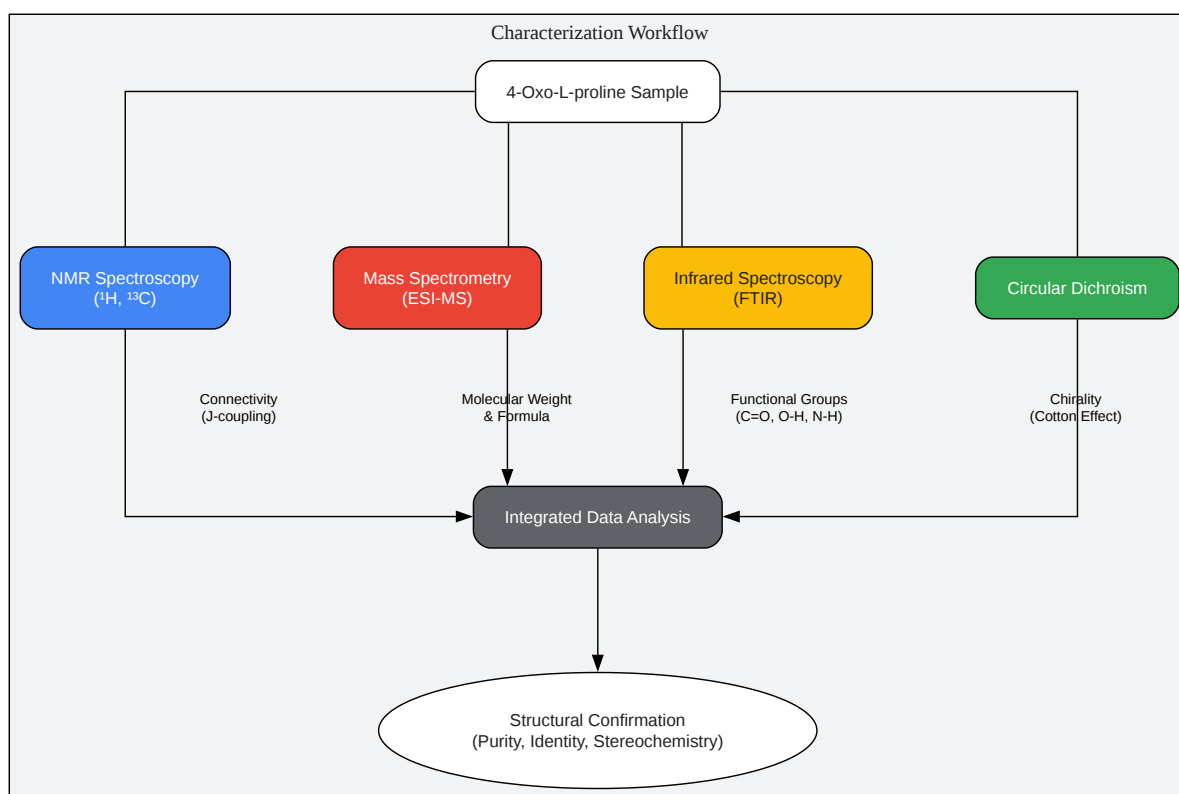 Characterization Workflow
4-Oxo-L-proline Sample
NMR Spectroscopy
(¹H, ¹³C)
Mass Spectrometry
(ESI-MS)
Infrared Spectroscopy
(FTIR)
Circular Dichroism
Connectivity
(J-coupling)
Molecular Weight
& Formula
Functional Groups
(C=O, O-H, N-H)
Chirality
(Cotton Effect)
Integrated Data Analysis
Structural Confirmation
(Purity, Identity, Stereochemistry)